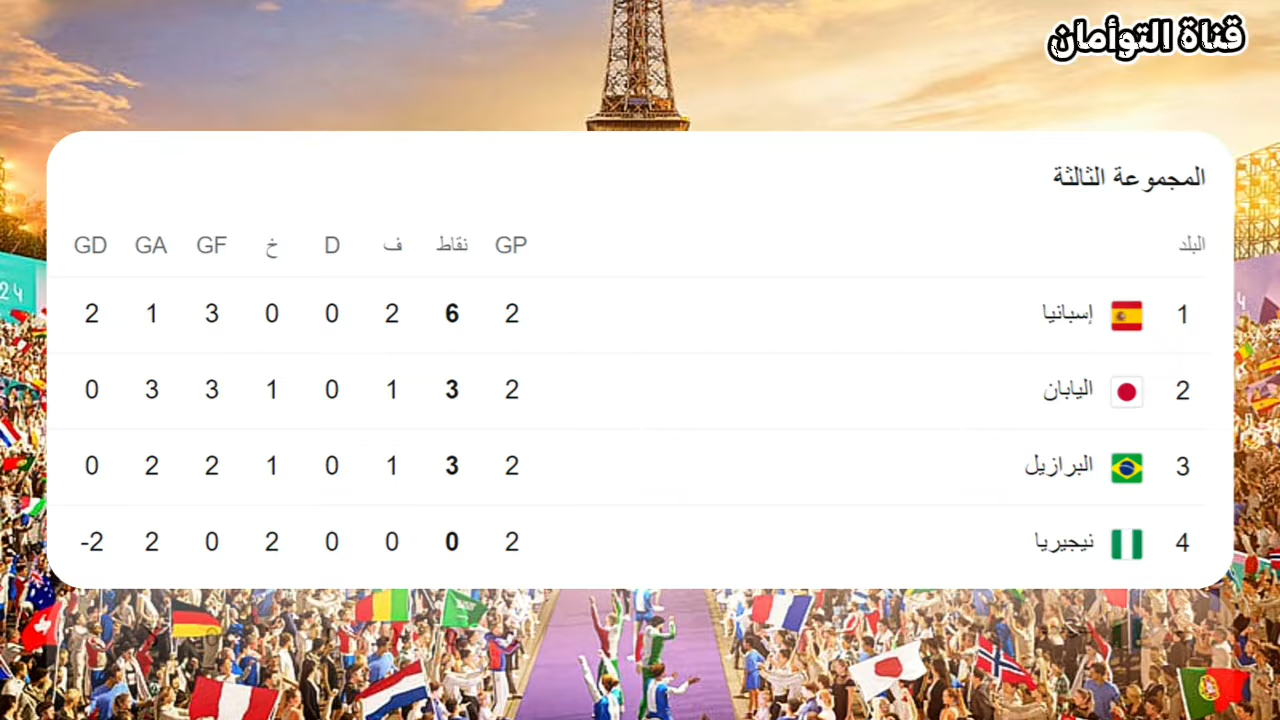 قناة التوأمان
المجموعة الثالثة
البلد GP نقاط ف D خ GF GA GD
1 إسبانيا 2 6 2 0 0 3 1 2
2 اليابان 2 3 1 0 1 3 3 0
3 البرازيل 2 3 1 0 1 2 2 0
4 نيجيريا 2 0 0 0 2 0 2 -2
24